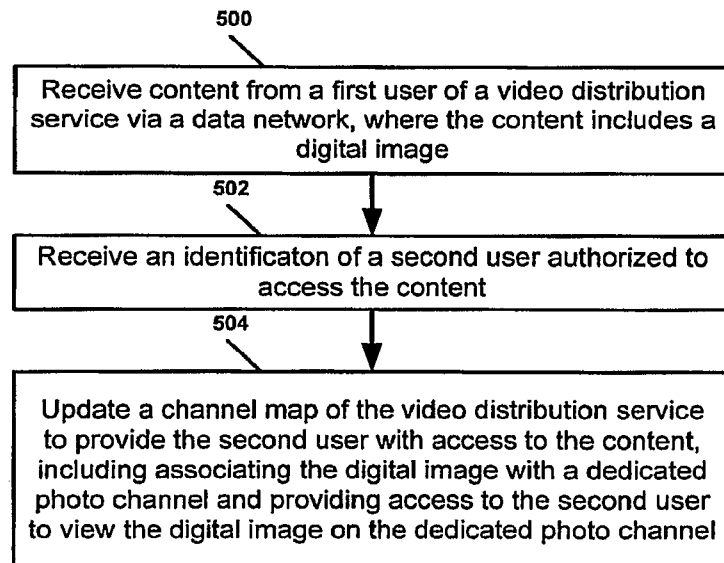 500
Receive content from a first user of a video distribution
service via a data network, where the content includes a
digital image
502
Receive an identificaton of a second user authorized to
access the content
504
Update a channel map of the video distribution service
to provide the second user with access to the content,
including associating the digital image with a dedicated
photo channel and providing access to the second user
to view the digital image on the dedicated photo channel